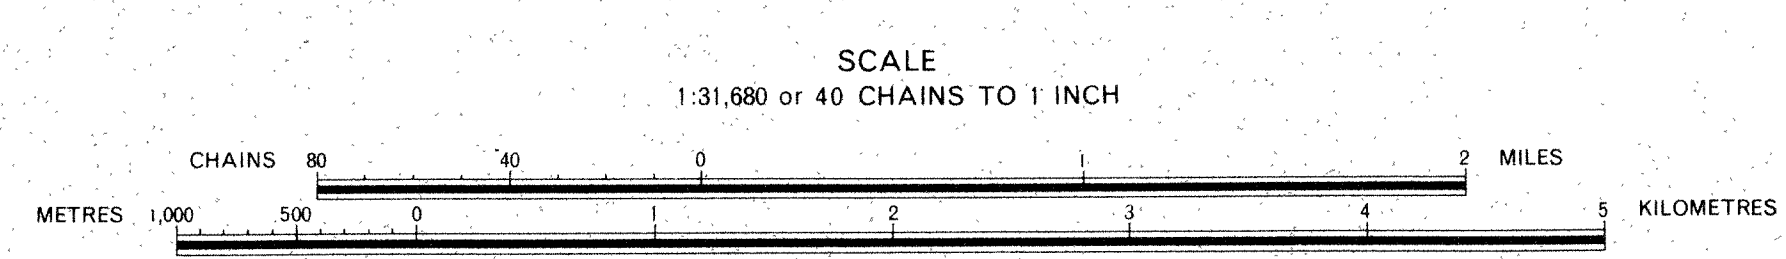 SCALE
1:31,680 or 40 CHAINS TO 1 INCH
CHAINS 80 40 0 1 2 MILES
METRES 1,000 500 0 1 2 3 4 5 KILOMETRES